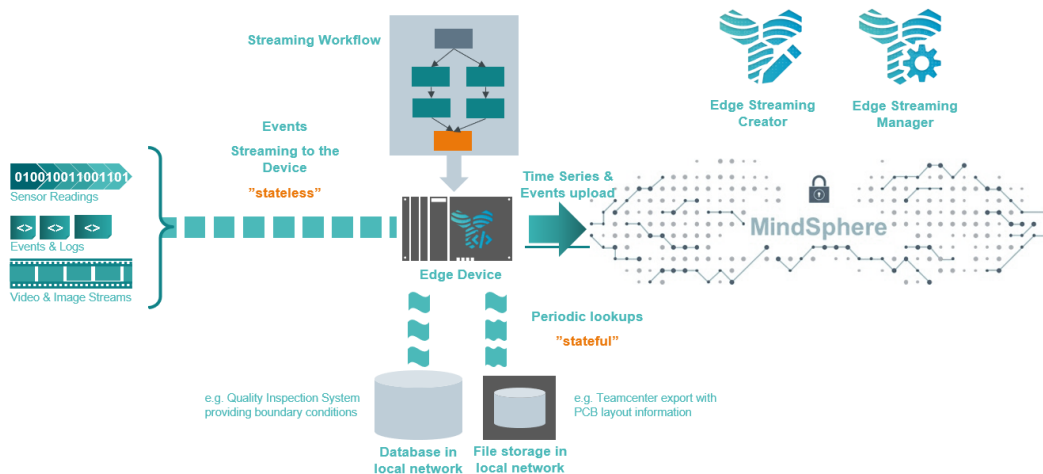 Streaming Workflow
Edge Streaming
Creator
Edge Streaming
Manager
Events
Streaming to the
Device
”stateless”
010010011001101
Sensor Readings
<> <> <>
Events & Logs
Video & Image Streams
</>
Edge Device
Time Series &
Events upload
MindSphere
Periodic lookups
”stateful”
e.g. Quality Inspection System
providing boundary conditions
Database in
local network
File storage in
local network
e.g. Teamcenter export with
PCB layout information